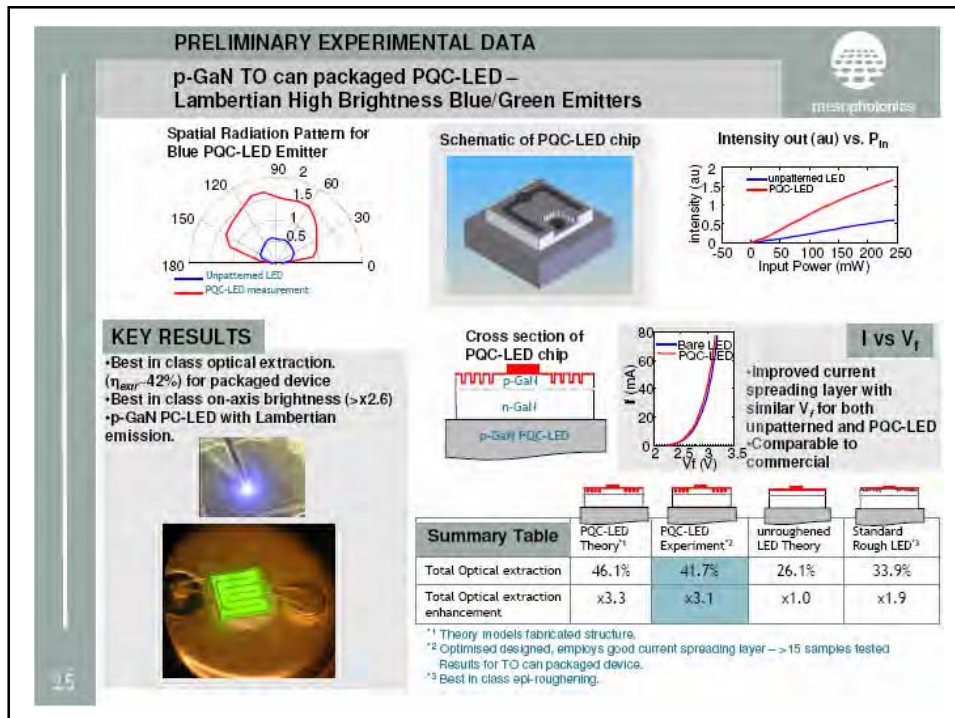 PRELIMINARY EXPERIMENTAL DATA
p-GaN TO can packaged PQC-LED –
Lambertian High Brightness Blue/Green Emitters
mesophotonics
Spatial Radiation Pattern for
Blue PQC-LED Emitter
90 2
120 60
1.5
150 1 30
0.5
180 0
Unpatterned LED
PQC-LED measurement
Schematic of PQC-LED chip
Intensity out (au) vs. Pin
intensity (au)
2
1.5
1
0.5
0
unpatterned LED
PQC-LED
-50 0 50 100 150 200 250
Input Power (mW)
KEY RESULTS
•Best in class optical extraction.
(ηextr~42%) for packaged device
•Best in class on-axis brightness (>x2.6)
•p-GaN PC-LED with Lambertian
emission.
Cross section of
PQC-LED chip
p-GaN
n-GaN
p-GaN PQC-LED
If (mA)
80
60
40
20
0
Bare LED
PQC-LED
2 2.5 3 3.5
Vf (V)
I vs Vf
•Improved current
spreading layer with
similar Vf for both
unpatterned and PQC-LED
•Comparable to
commercial
Summary Table
PQC-LED
Theory*1
PQC-LED
Experiment*2
unroughened
LED Theory
Standard
Rough LED*3
Total Optical extraction 46.1% 41.7% 26.1% 33.9%
Total Optical extraction
enhancement x3.3 x3.1 x1.0 x1.9
*1 Theory models fabricated structure.
*2 Optimised designed, employs good current spreading layer – >15 samples tested
Results for TO can packaged device.
*3 Best in class epi-roughening.
25